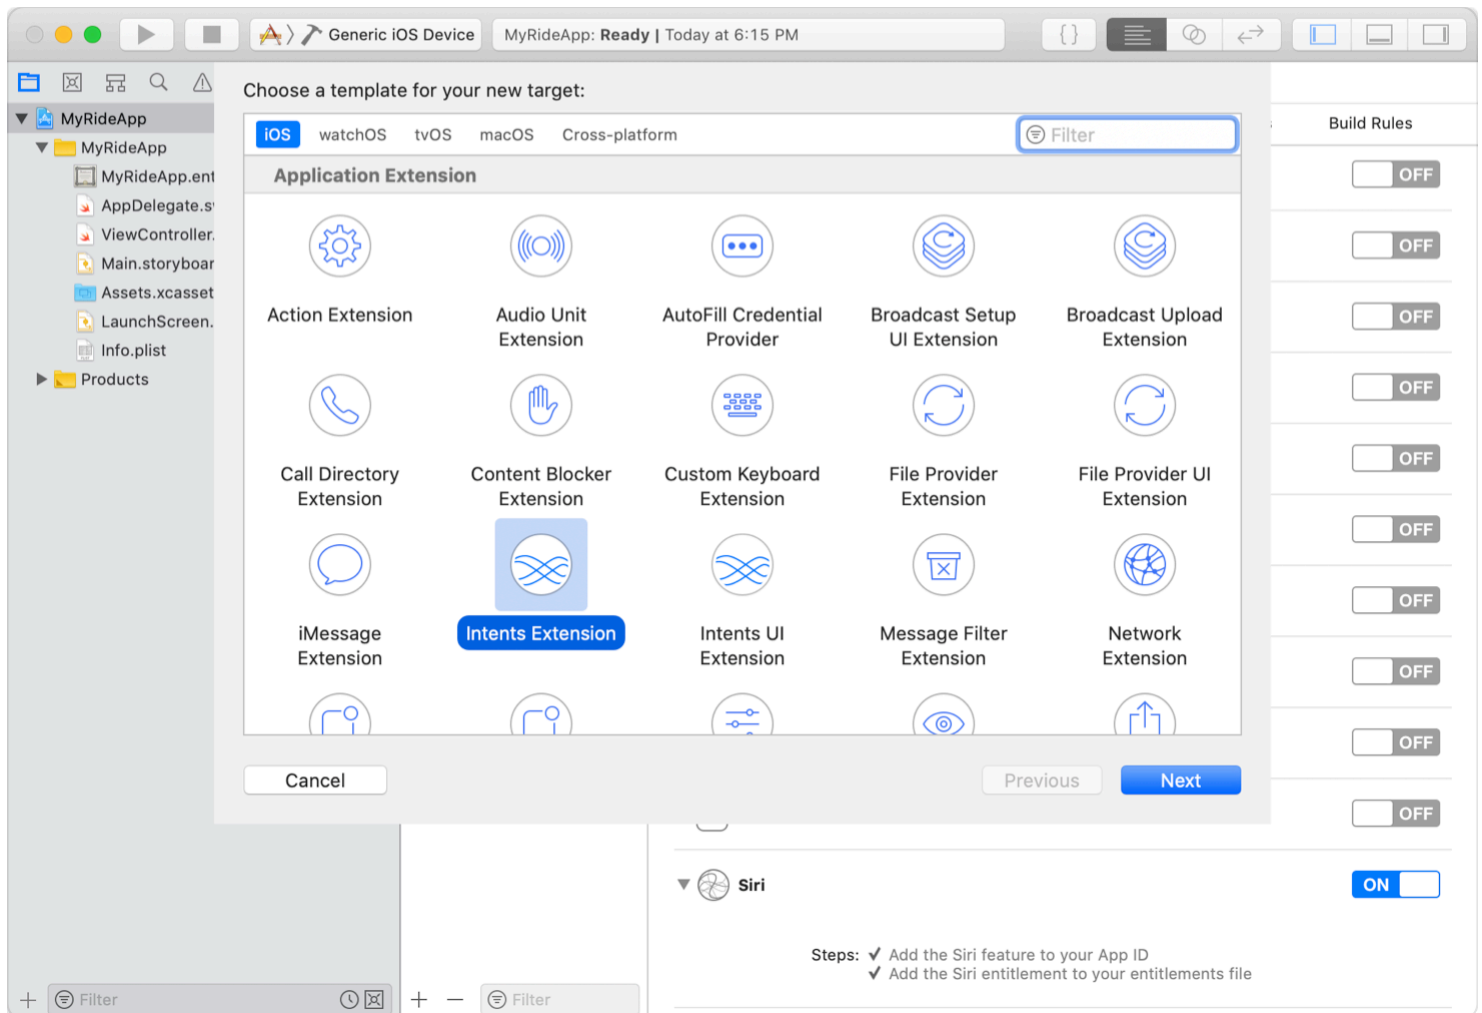 Generic iOS Device
MyRideApp: Ready | Today at 6:15 PM
Choose a template for your new target:
iOS watchOS tvOS macOS Cross-platform
Filter
Build Rules
Application Extension
MyRideApp
MyRideApp
MyRideApp.ent
AppDelegate.s
ViewController.
Main.storyboar
Assets.xcasset
LaunchScreen.
Info.plist
Products
Action Extension
Audio Unit
Extension
AutoFill Credential
Provider
Broadcast Setup
UI Extension
Broadcast Upload
Extension
Call Directory
Extension
Content Blocker
Extension
Custom Keyboard
Extension
File Provider
Extension
File Provider UI
Extension
iMessage
Extension
Intents Extension
Intents UI
Extension
Message Filter
Extension
Network
Extension
OFF
OFF
OFF
OFF
OFF
OFF
OFF
OFF
OFF
OFF
Cancel
Previous
Next
Siri
ON
Steps: ✓ Add the Siri feature to your App ID
✓ Add the Siri entitlement to your entitlements file
Filter
Filter